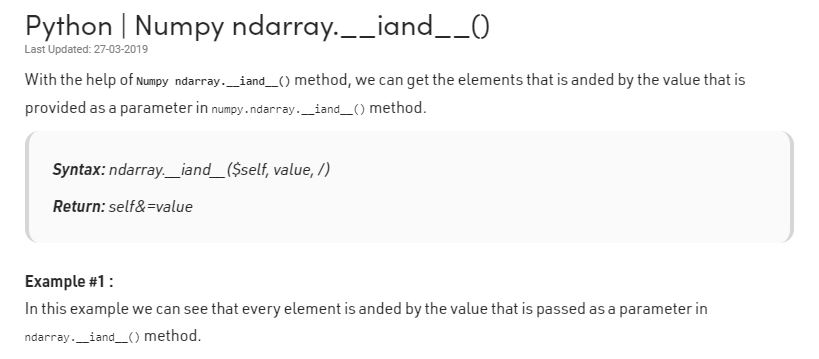 Python | Numpy ndarray.__iand__()
Last Updated: 27-03-2019
With the help of Numpy ndarray.__iand__() method, we can get the elements that is anded by the value that is
provided as a parameter in numpy.ndarray.__iand__() method.
Syntax: ndarray.__iand__($self, value, /)
Return: self&=value
Example #1 :
In this example we can see that every element is anded by the value that is passed as a parameter in
ndarray.__iand__() method.